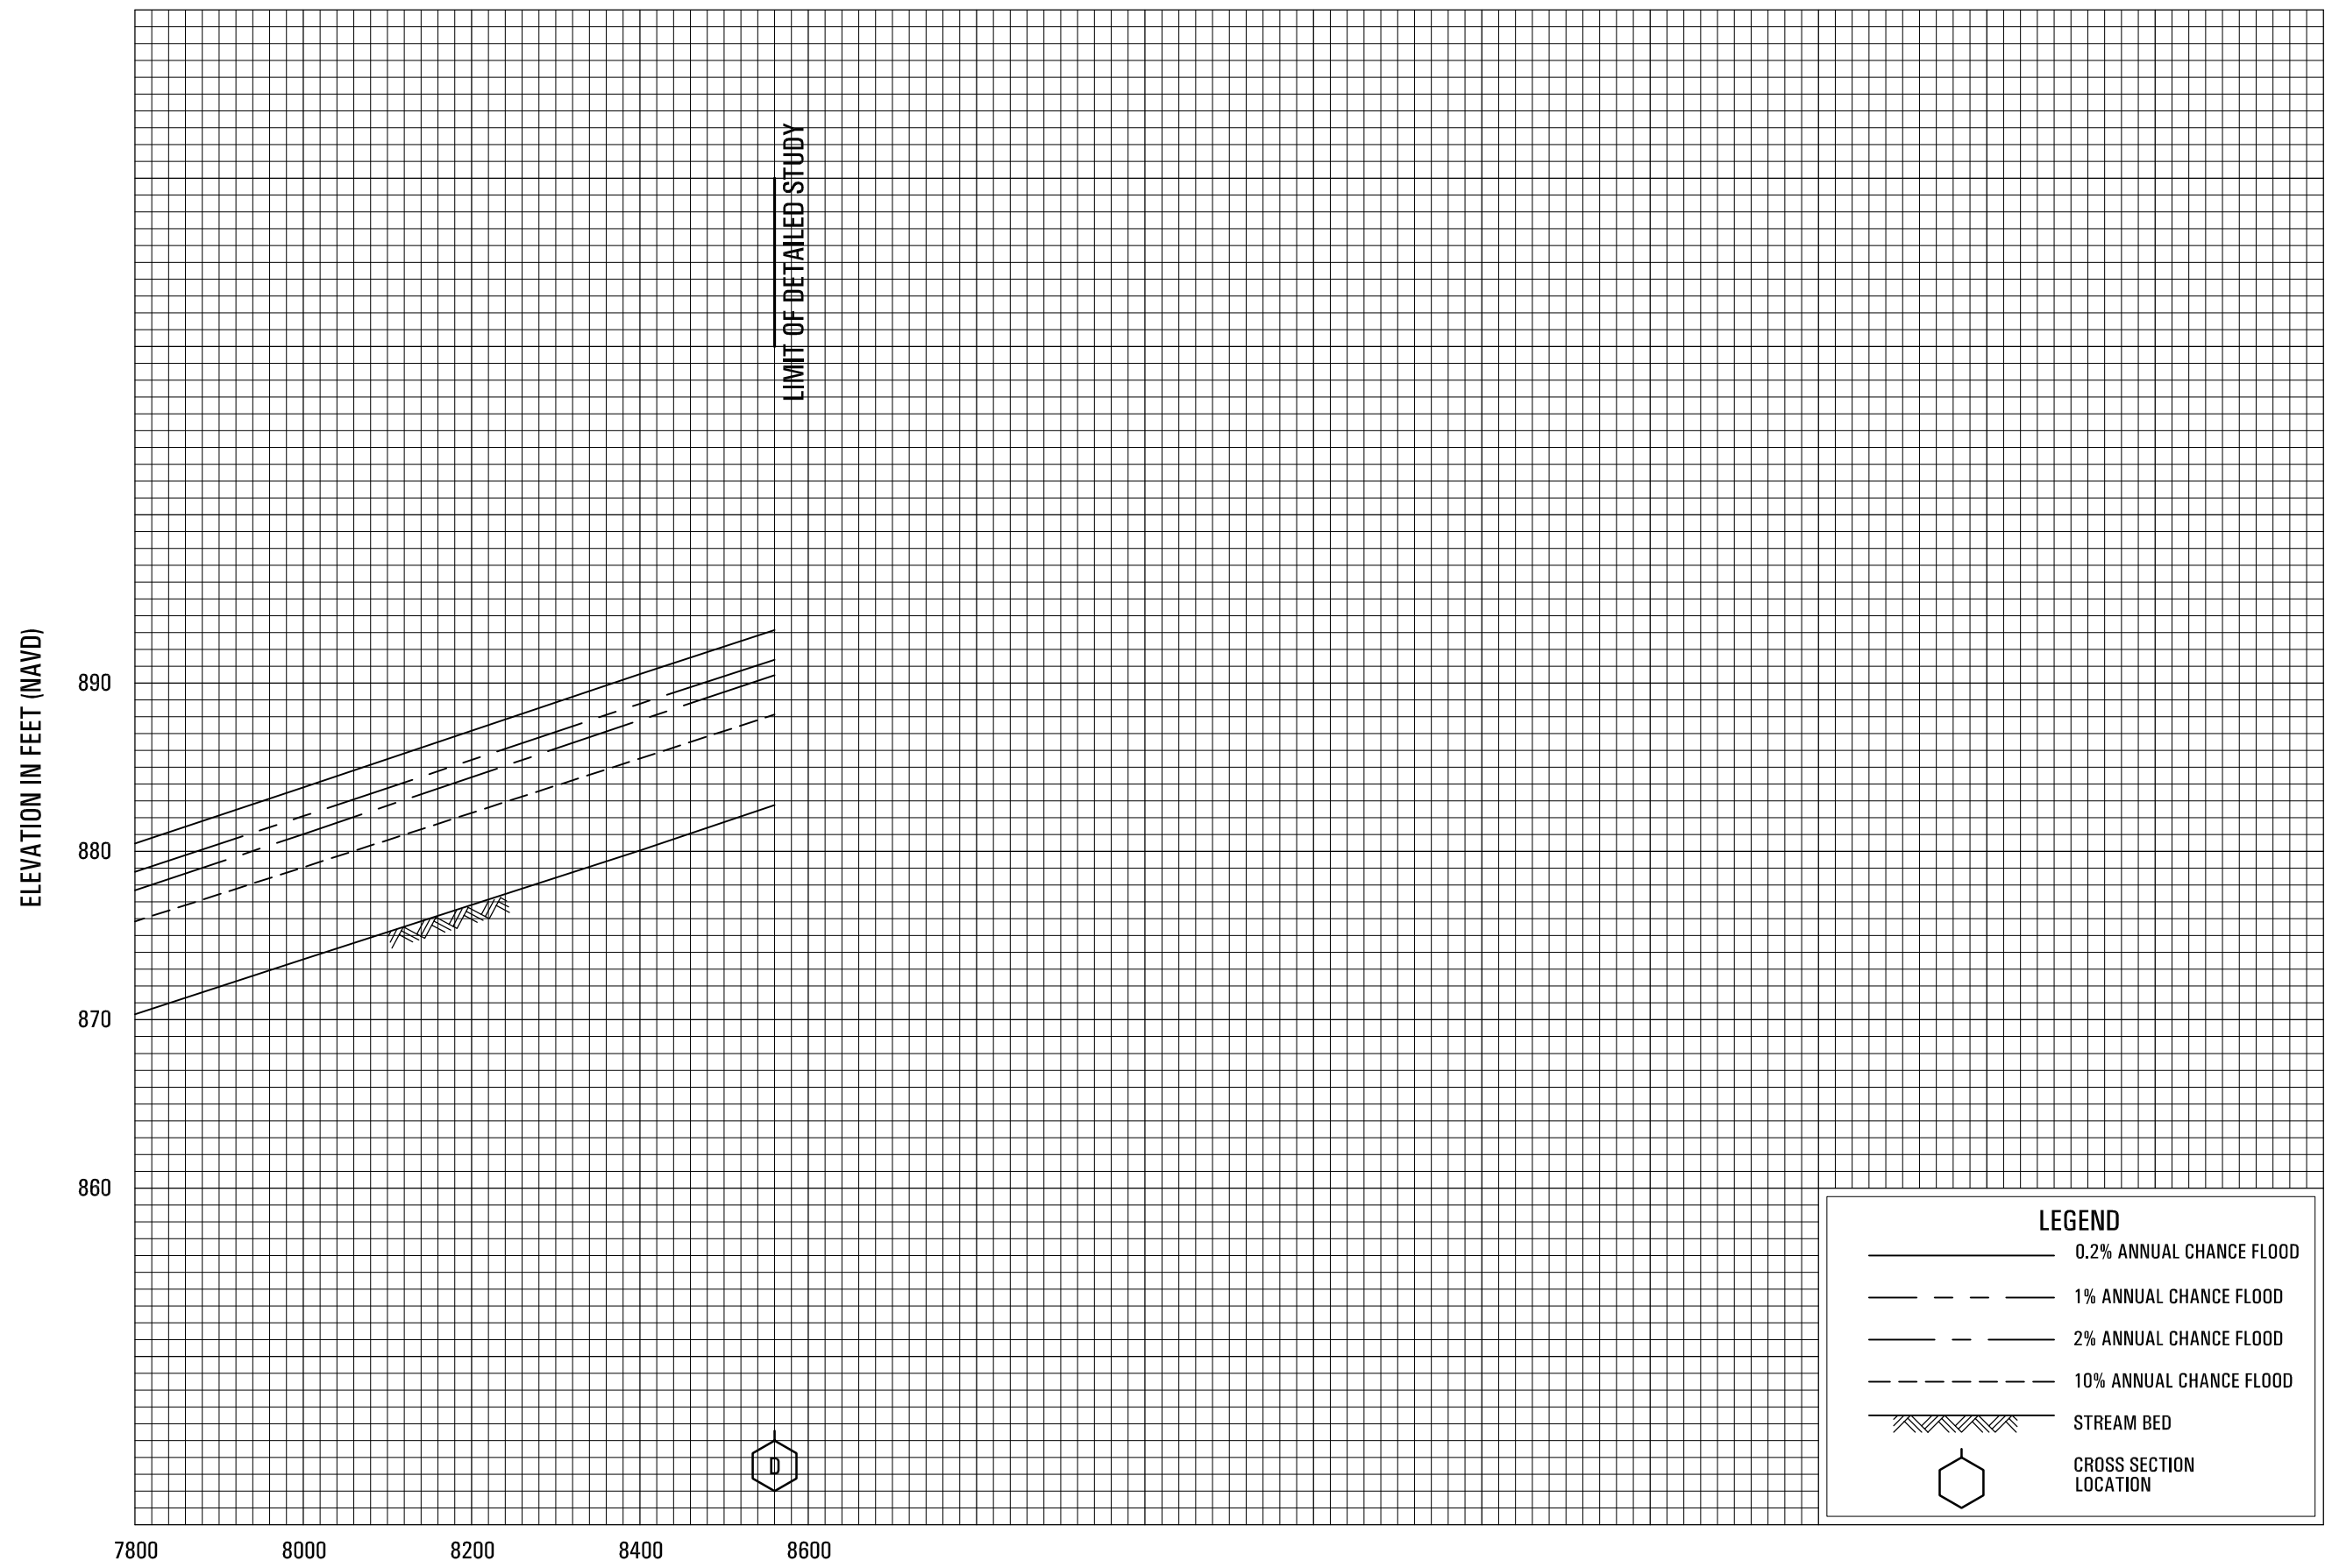 LIMIT OF DETAILED STUDY
ELEVATION IN FEET (NAVD)
890
880
870
860
LEGEND
0.2% ANNUAL CHANCE FLOOD
1% ANNUAL CHANCE FLOOD
2% ANNUAL CHANCE FLOOD
10% ANNUAL CHANCE FLOOD
STREAM BED
CROSS SECTION
LOCATION
D
7800 8000 8200 8400 8600